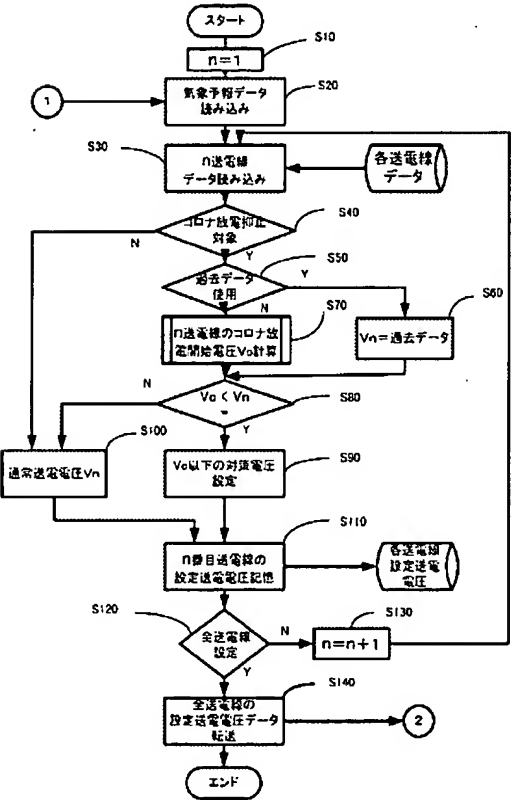 スタート
S10
n=1
S20
1
気象予報データ
読み込み
S30
n送電線
データ読み込み
各送電線
データ
S40
コロナ放電抑止
対象
N
Y
S50
過去データ
使用
Y
N
S60
S70
n送電線のコロナ放
電開始電圧Vo計算
Vn=過去データ
N
S80
Vo < Vn
=
Y
S100
通常送電電圧Vn
S90
Vo以下の対策電圧
設定
S110
n番目送電線の
設定送電電圧記憶
各送電線
設定送電
電圧
S120
全送電線
設定
N
S130
n=n+1
Y
S140
全送電線の
設定送電電圧データ
転送
2
エンド